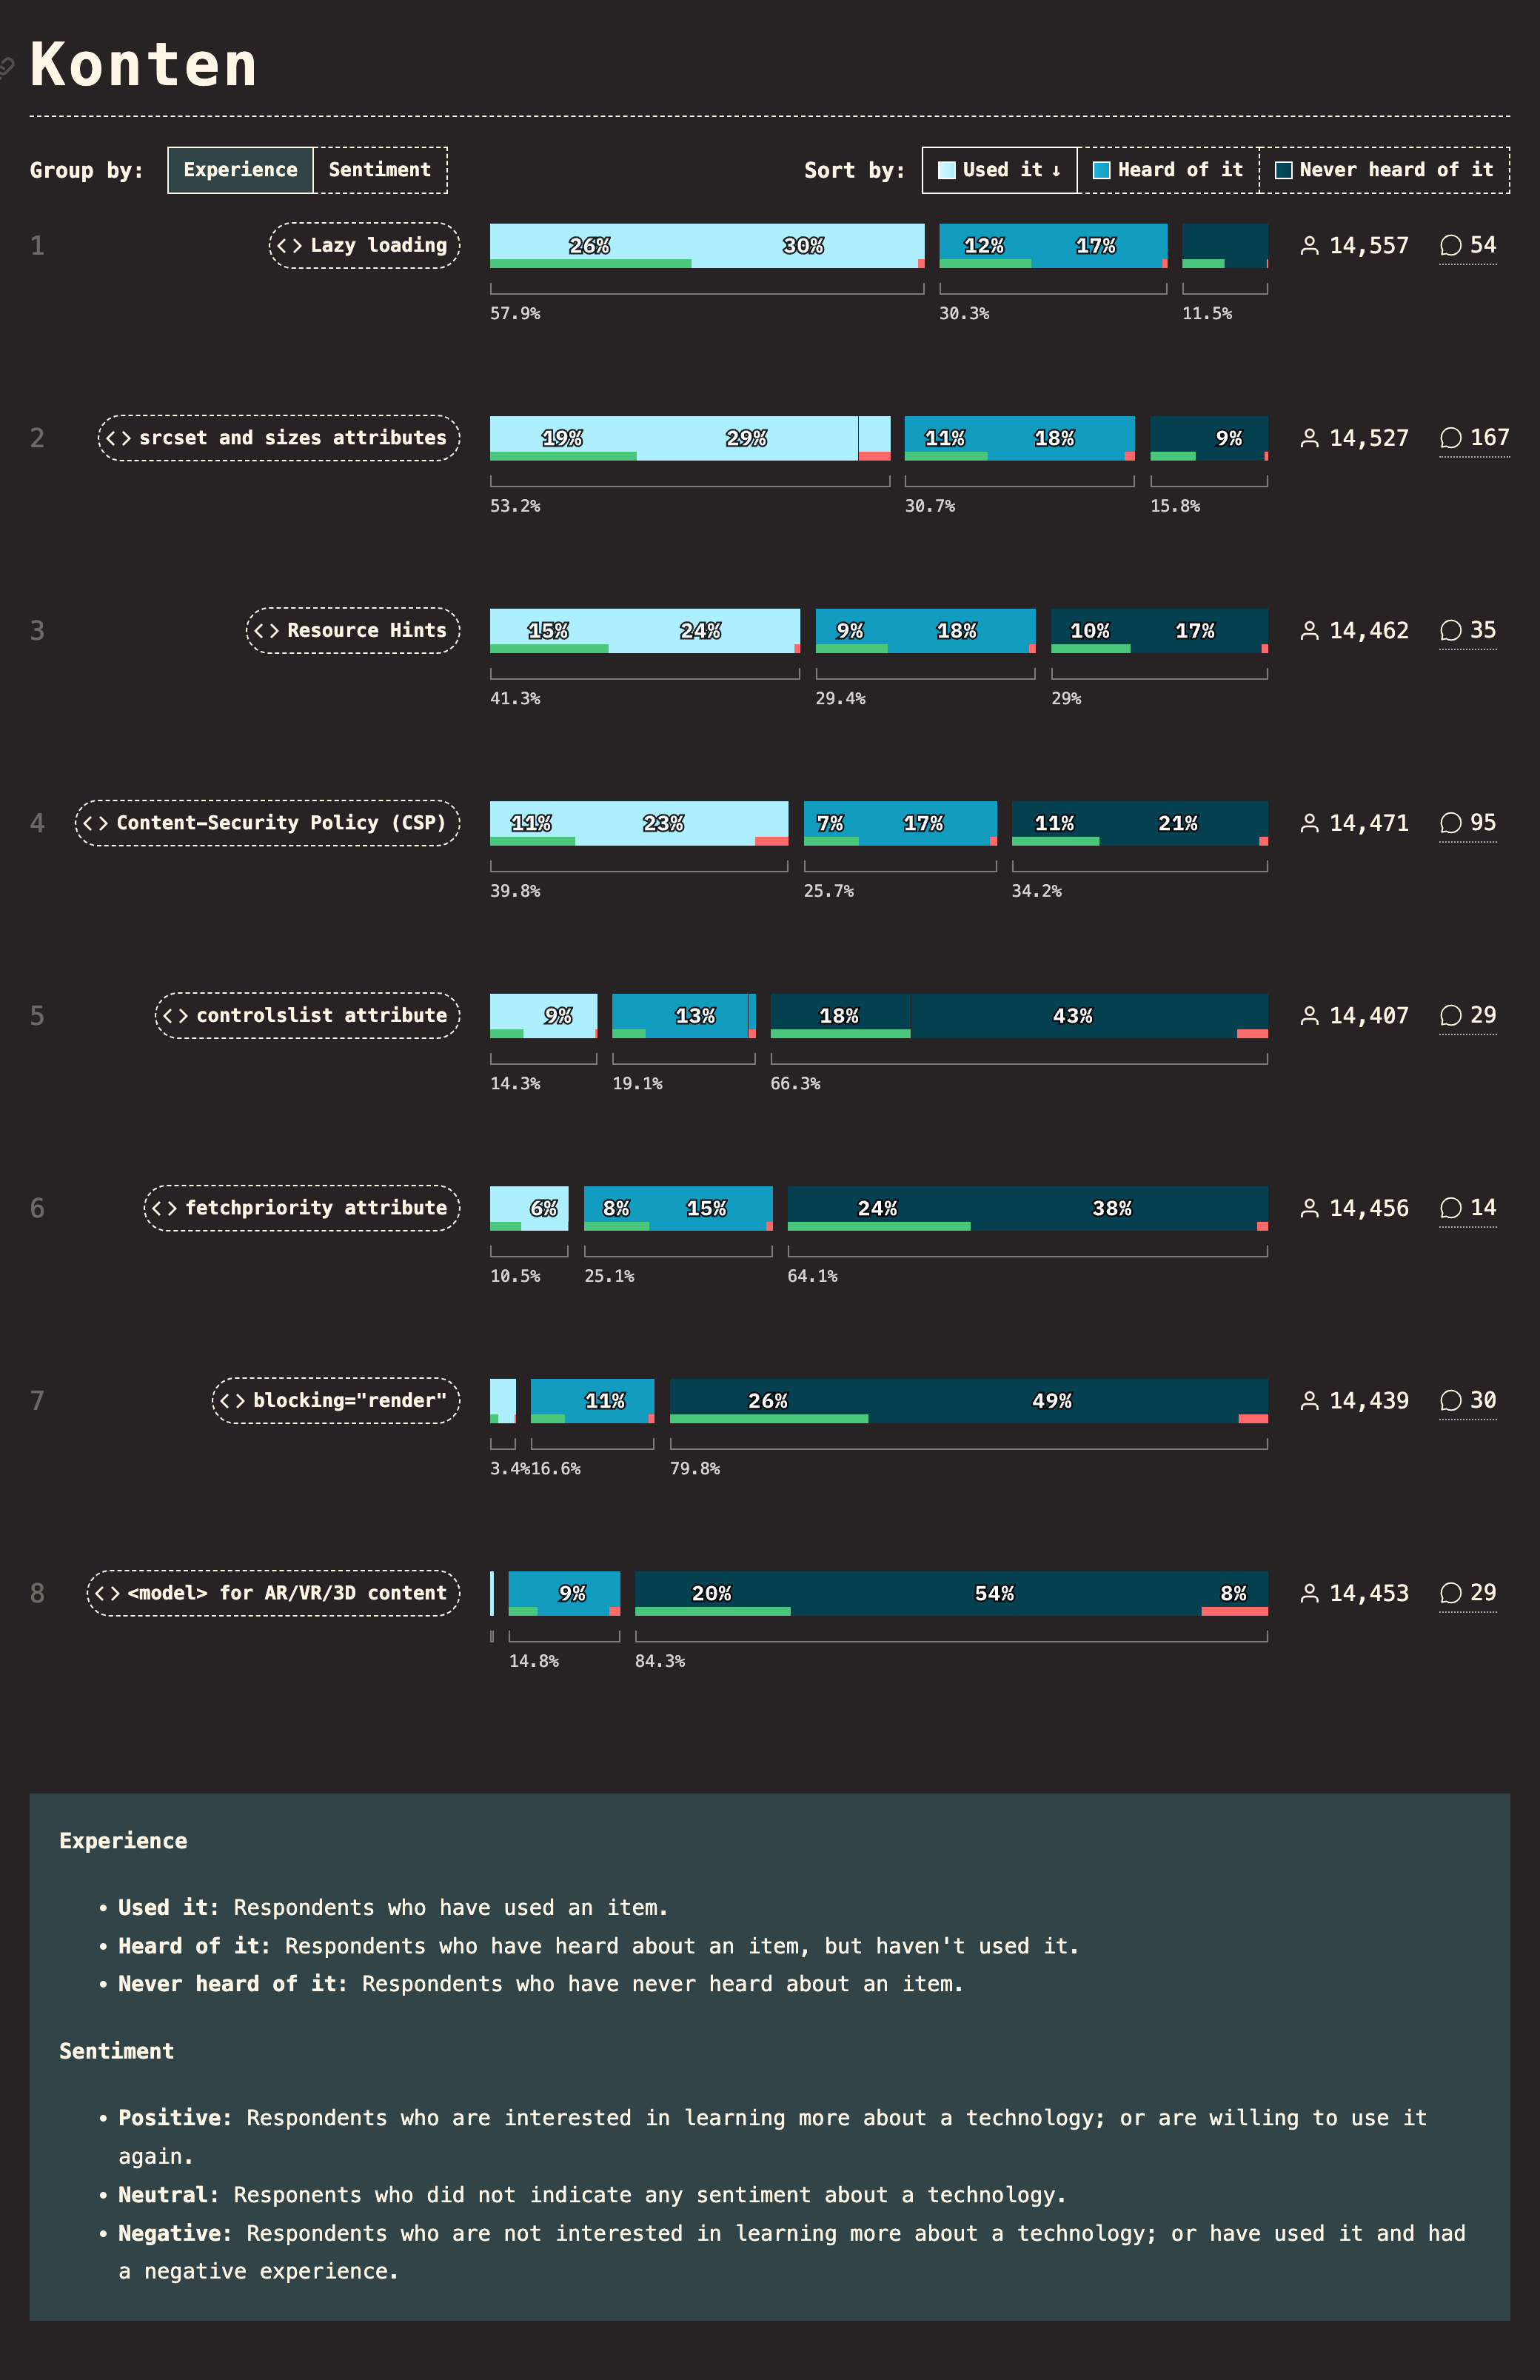 Konten
Group by: Experience Sentiment Sort by: Used it ↓ Heard of it Never heard of it
1 <> Lazy loading 26% 30% 12% 17% 14,557 54
57.9% 30.3% 11.5%
2 <> srcset and sizes attributes 19% 29% 11% 18% 9% 14,527 167
53.2% 30.7% 15.8%
3 <> Resource Hints 15% 24% 9% 18% 10% 17% 14,462 35
41.3% 29.4% 29%
4 <> Content-Security Policy (CSP) 11% 23% 7% 17% 11% 21% 14,471 95
39.8% 25.7% 34.2%
5 <> controlslist attribute 9% 13% 18% 43% 14,407 29
14.3% 19.1% 66.3%
6 <> fetchpriority attribute 6% 8% 15% 24% 38% 14,456 14
10.5% 25.1% 64.1%
7 <> blocking="render" 11% 26% 49% 14,439 30
3.4% 16.6% 79.8%
8 <> <model> for AR/VR/3D content 9% 20% 54% 8% 14,453 29
14.8% 84.3%
Experience
• Used it: Respondents who have used an item.
• Heard of it: Respondents who have heard about an item, but haven't used it.
• Never heard of it: Respondents who have never heard about an item.
Sentiment
• Positive: Respondents who are interested in learning more about a technology; or are willing to use it
again.
• Neutral: Responents who did not indicate any sentiment about a technology.
• Negative: Respondents who are not interested in learning more about a technology; or have used it and had
a negative experience.